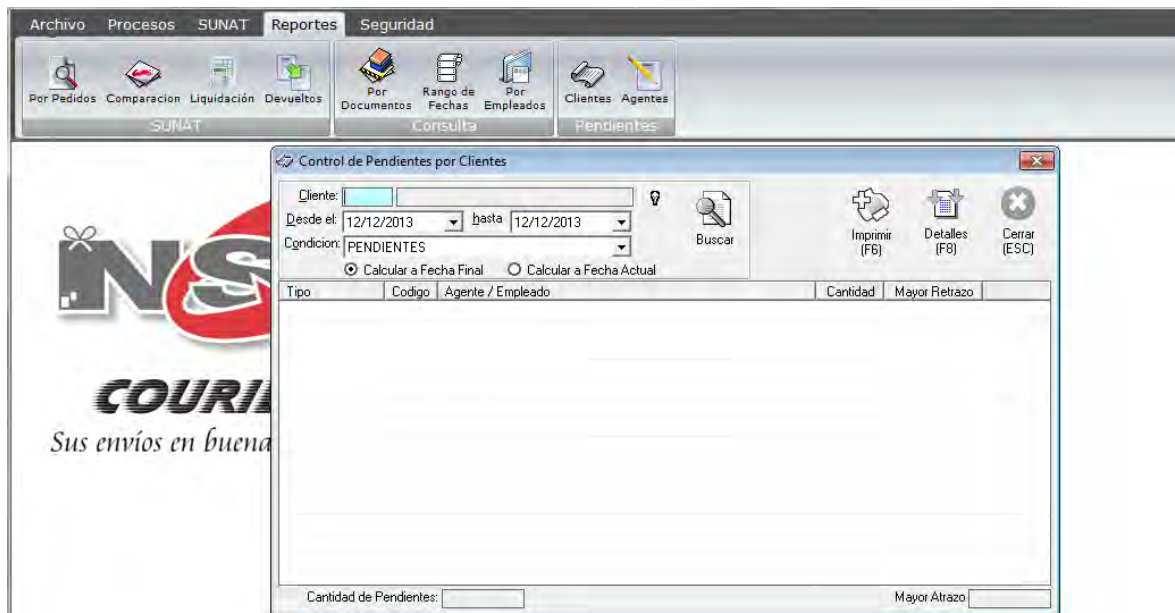 Archivo Procesos SUNAT Reportes Seguridad
Por Pedidos Comparacion Liquidación Devueltos Por Documentos Rango de Fechas Por Empleados Clientes Agentes
SUNAT Consulta Pendientes
Control de Pendientes por Clientes
Cliente:
Desde el: 12/12/2013 hasta 12/12/2013
Condicion: PENDIENTES
Calcular a Fecha Final Calcular a Fecha Actual
Buscar
Imprimir (F6) Detalles (F8) Cerrar (ESC)
Tipo Codigo Agente / Empleado Cantidad Mayor Retrazo
NS
COURI
Sus envíos en buena
Cantidad de Pendientes: Mayor Atrazo